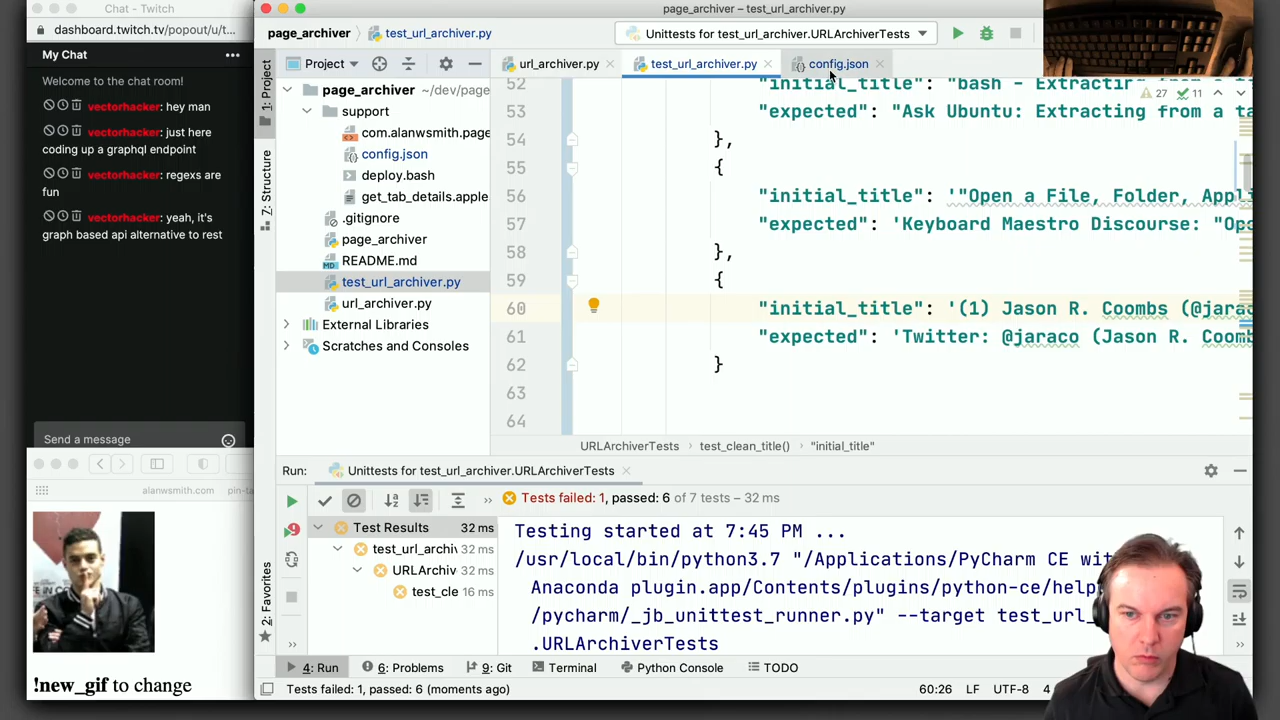 Chat - Twitch
dashboard.twitch.tv/popout/u/t...
My Chat
Welcome to the chat room!
vectorhacker: hey man
vectorhacker: just here
coding up a graphql endpoint
vectorhacker: regexs are
fun
vectorhacker: yeah, it's
graph based api alternative to rest
Send a message
alanwsmith.com
pin-ta
!new_gif to change
page_archiver – test_url_archiver.py
page_archiver
test_url_archiver.py
Unittests for test_url_archiver.URLArchiverTests
1: Project
7: Structure
2: Favorites
Project
page_archiver ~/dev/page
support
com.alanwsmith.page
config.json
deploy.bash
get_tab_details.apple
.gitignore
page_archiver
README.md
test_url_archiver.py
url_archiver.py
External Libraries
Scratches and Consoles
url_archiver.py
test_url_archiver.py
config.json
27
11
52 "initial_title": "bash - Extractir
53 "expected": "Ask Ubuntu: Extracting from a ta
54 },
55 {
56 "initial_title": '"Open a File, Folder, Appli
57 "expected": 'Keyboard Maestro Discourse: "Ope
58 },
59 {
60 "initial_title": '(1) Jason R. Coombs (@jarac
61 "expected": 'Twitter: @jaraco (Jason R. Coom
62 }
63
64
URLArchiverTests
test_clean_title()
"initial_title"
Run:
Unittests for test_url_archiver.URLArchiverTests
Tests failed: 1, passed: 6 of 7 tests – 32 ms
Test Results 32 ms
test_url_archiv 32 ms
URLArchiv 32 ms
test_cle 16 ms
Testing started at 7:45 PM ...
/usr/local/bin/python3.7 "/Applications/PyCharm CE wit
Anaconda plugin.app/Contents/plugins/python-ce/help
/pycharm/_jb_unittest_runner.py" --target test_url_
.URLArchiverTests
4: Run
6: Problems
9: Git
Terminal
Python Console
TODO
Tests failed: 1, passed: 6 (moments ago)
60:26
LF
UTF-8
4